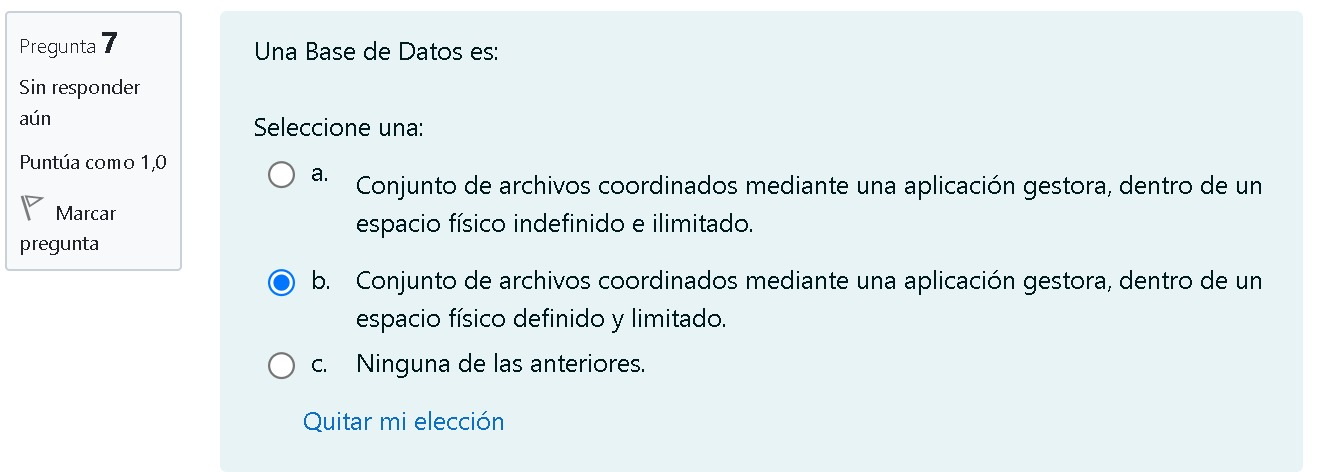 Pregunta 7
Sin responder
aún
Puntúa como 1,0
Marcar
pregunta
Una Base de Datos es:
Seleccione una:
a. Conjunto de archivos coordinados mediante una aplicación gestora, dentro de un
espacio físico indefinido e ilimitado.
b. Conjunto de archivos coordinados mediante una aplicación gestora, dentro de un
espacio físico definido y limitado.
c. Ninguna de las anteriores.
Quitar mi elección